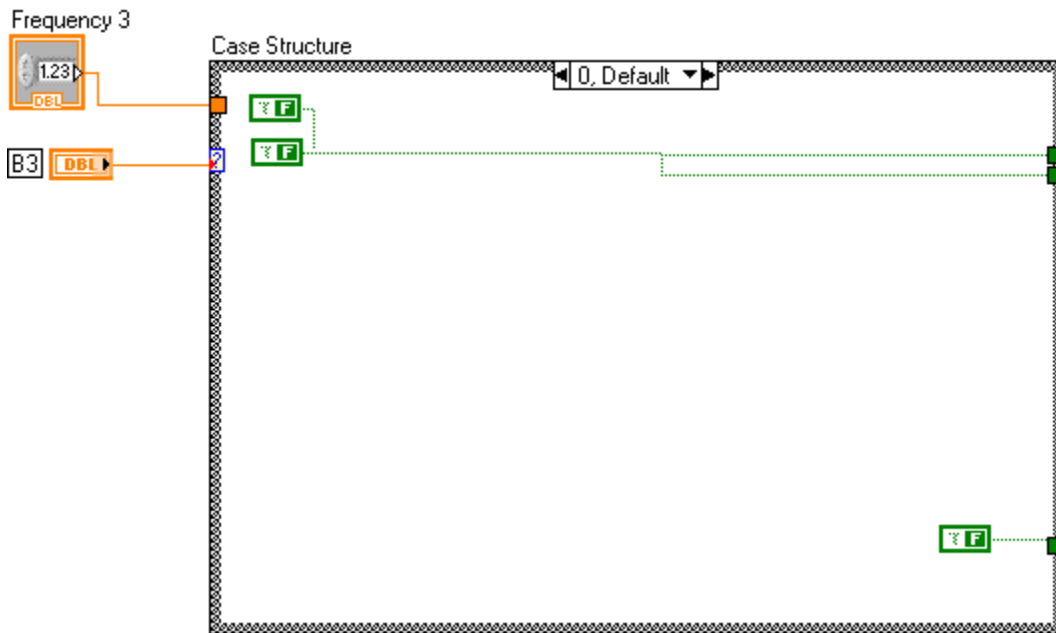 Frequency 3
1.23
DBL
Case Structure
0, Default
F
B3
DBL
?
F
F